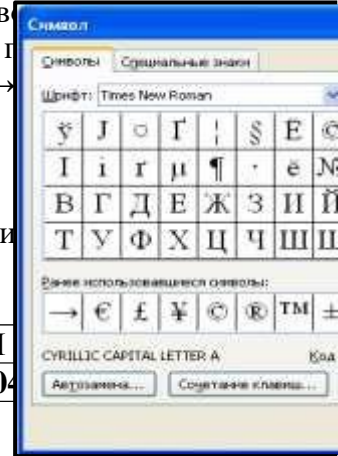 Символ
Символы Специальные знаки
Шрифт: Times New Roman
ў Ј ¤ Ґ ¦ § Ё ©
І і ґ µ ¶ · ё №
В Г Д Е Ж З И Й
Т У Ф Х Ц Ч Ш
Ранее использовавшиеся символы:
→ € £ ¥ © ® ™ ±
CYRILLIC CAPITAL LETTER A Код
Автозамена... Сочетание клавиш...